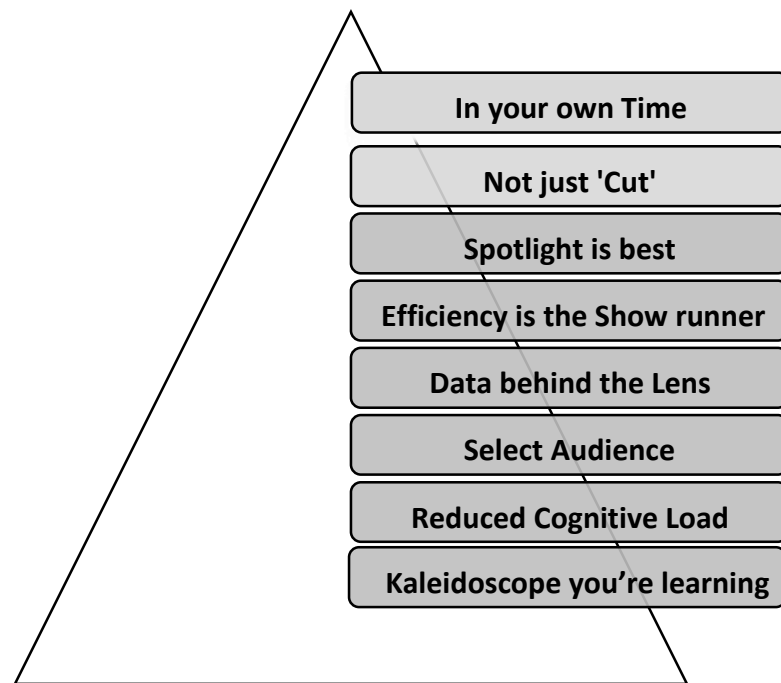 In your own Time
Not just 'Cut'
Spotlight is best
Efficiency is the Show runner
Data behind the Lens
Select Audience
Reduced Cognitive Load
Kaleidoscope you’re learning